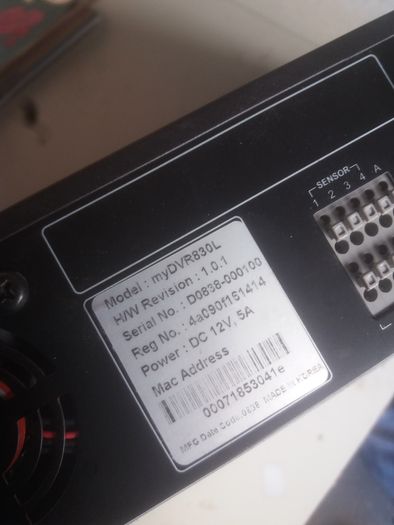 SENSOR
1 2 3 4 A
Model : myDVR830L
H/W Revision : 1.0.1
Serial No. : D0838-000100
Reg No. : 4a090f161414
Power : DC 12V, 5A
Mac Address
00071853041e
MFG Date Code:0838 MADE IN KOREA